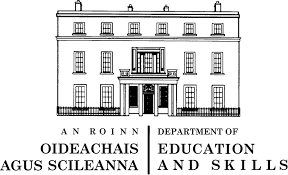 AN ROINN
OIDEACHAIS
AGUS SCILEANNA
DEPARTMENT OF
EDUCATION
AND SKILLS